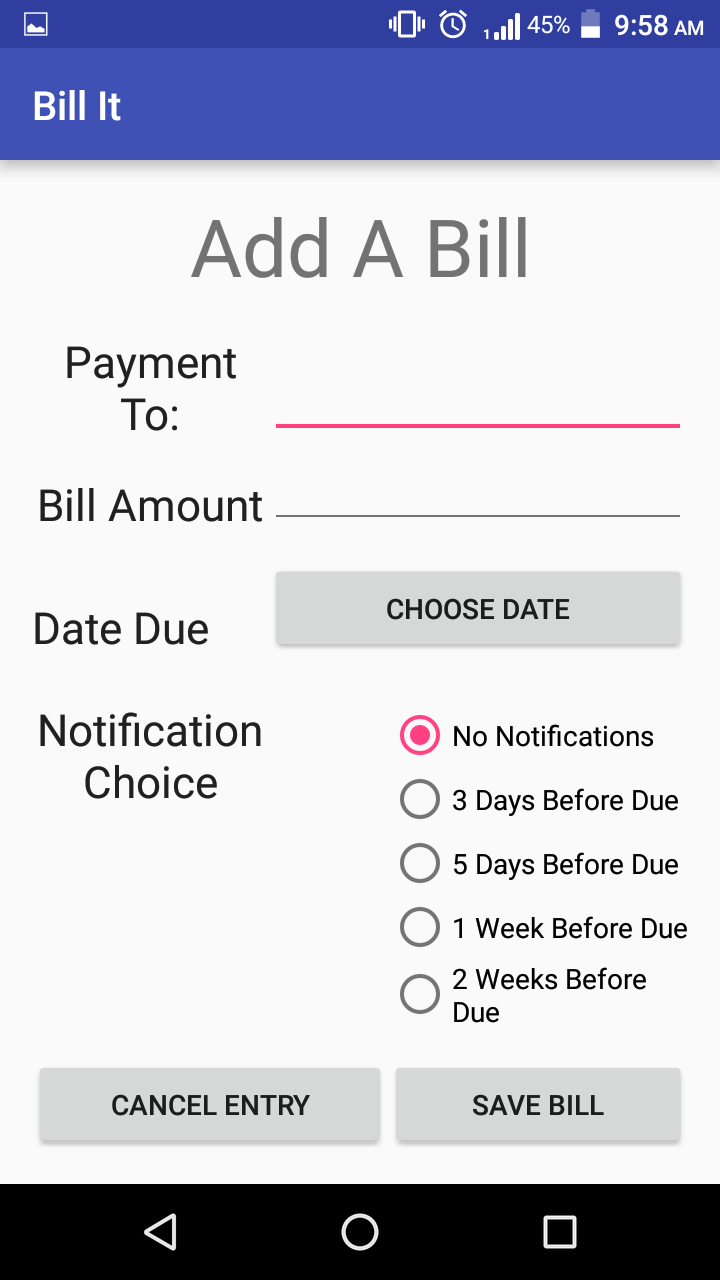 1 45% 9:58 AM
Bill It
Add A Bill
Payment
To:
Bill Amount
Date Due
CHOOSE DATE
Notification
Choice
No Notifications
3 Days Before Due
5 Days Before Due
1 Week Before Due
2 Weeks Before
Due
CANCEL ENTRY
SAVE BILL